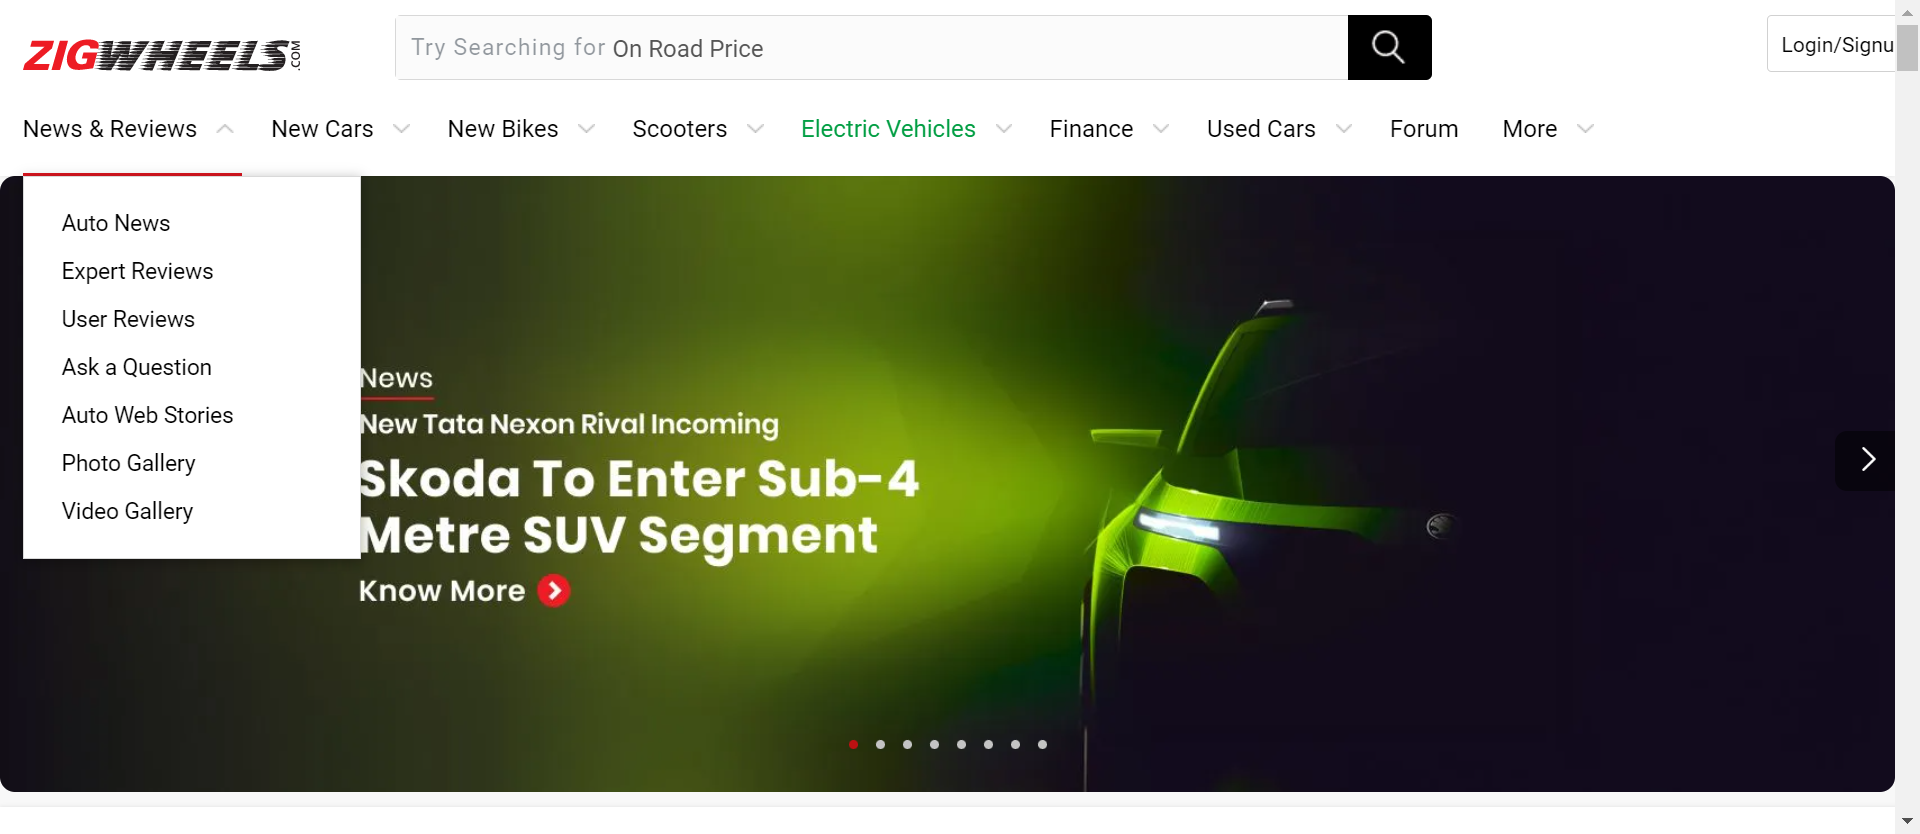 ZIGWHEELS.COM
Try Searching for On Road Price
Login/Signu
News & Reviews New Cars New Bikes Scooters Electric Vehicles Finance Used Cars Forum More
Auto News
Expert Reviews
User Reviews
Ask a Question
Auto Web Stories
Photo Gallery
Video Gallery
News
New Tata Nexon Rival Incoming
Skoda To Enter Sub-4
Metre SUV Segment
Know More